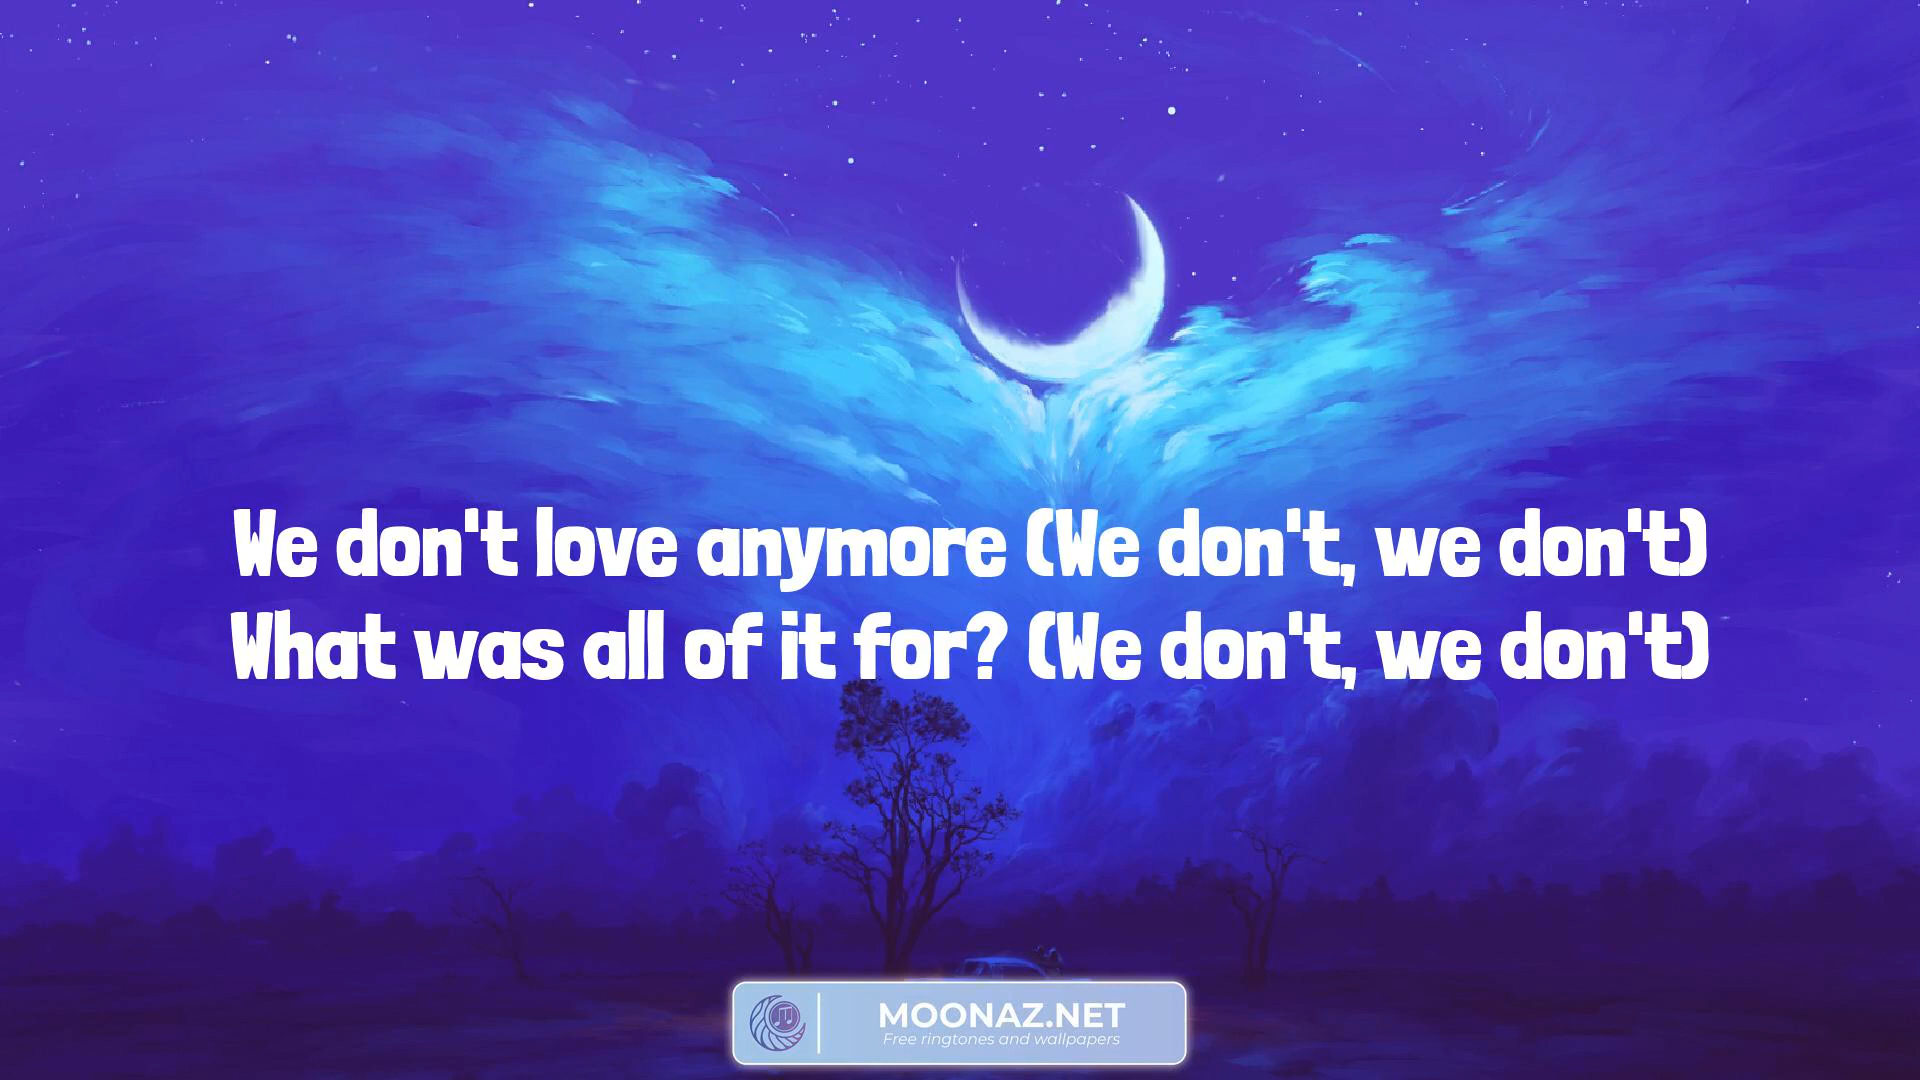 We don't love anymore (We don't, we don't)
What was all of it for? (We don't, we don't)
MOONAZ.NET
Free ringtones and wallpapers